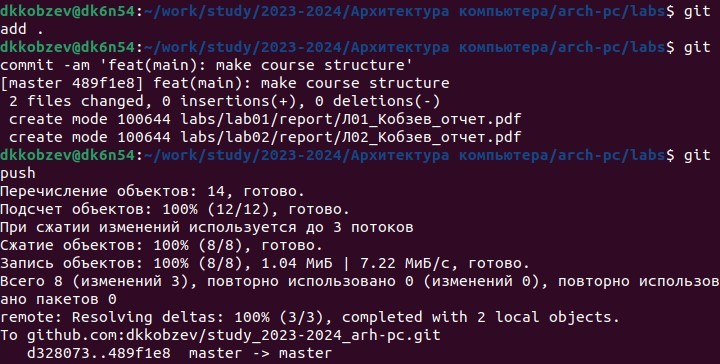 dkkobzev@dk6n54:~/work/study/2023-2024/Архитектура компьютера/arch-pc/labs$ git
add .
dkkobzev@dk6n54:~/work/study/2023-2024/Архитектура компьютера/arch-pc/labs$ git
commit -am 'feat(main): make course structure'
[master 489f1e8] feat(main): make course structure
 2 files changed, 0 insertions(+), 0 deletions(-)
 create mode 100644 labs/lab01/report/Л01_Кобзев_отчет.pdf
 create mode 100644 labs/lab02/report/Л02_Кобзев_отчет.pdf
dkkobzev@dk6n54:~/work/study/2023-2024/Архитектура компьютера/arch-pc/labs$ git
push
Перечисление объектов: 14, готово.
Подсчет объектов: 100% (12/12), готово.
При сжатии изменений используется до 3 потоков
Сжатие объектов: 100% (8/8), готово.
Запись объектов: 100% (8/8), 1.04 МиБ | 7.22 МиБ/с, готово.
Всего 8 (изменений 3), повторно использовано 0 (изменений 0), повторно использов
ано пакетов 0
remote: Resolving deltas: 100% (3/3), completed with 2 local objects.
To github.com:dkkobzev/study_2023-2024_arh-pc.git
   d328073..489f1e8  master -> master